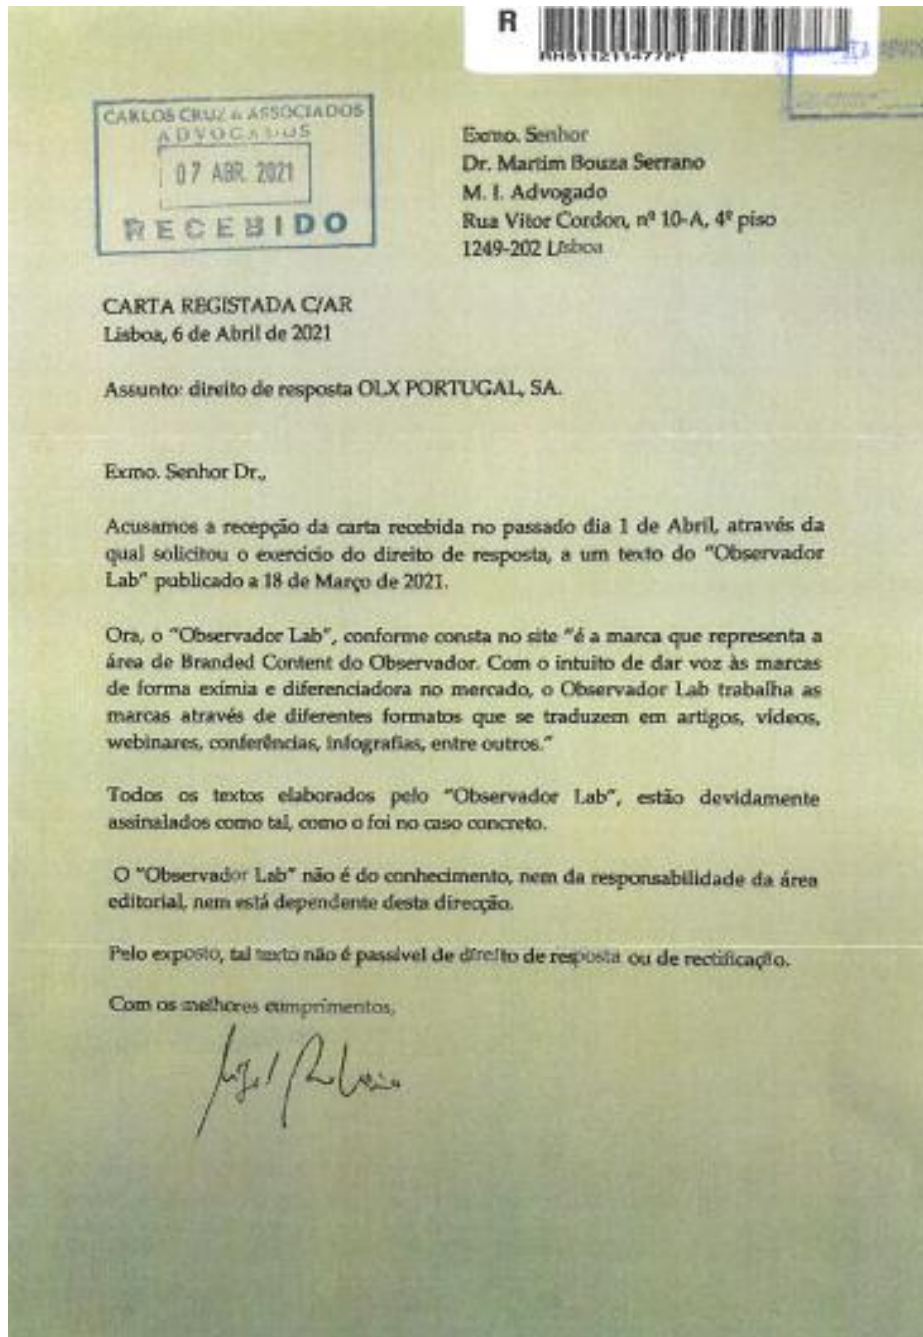 R
RH511211477PT
CARLOS CRUZ & ASSOCIADOS
ADVOGADOS
07 ABR. 2021
RECEBIDO
Exmo. Senhor
Dr. Martim Bouza Serrano
M. I. Advogado
Rua Vitor Cordon, nº 10-A, 4º piso
1249-202 Lisboa
CARTA REGISTADA C/AR
Lisboa, 6 de Abril de 2021
Assunto: direito de resposta OLX PORTUGAL, SA.
Exmo. Senhor Dr.,
Acusamos a recepção da carta recebida no passado dia 1 de Abril, através da
qual solicitou o exercício do direito de resposta, a um texto do "Observador
Lab" publicado a 18 de Março de 2021.
Ora, o "Observador Lab", conforme consta no site "é a marca que representa a
área de Branded Content do Observador. Com o intuito de dar voz às marcas
de forma exímia e diferenciadora no mercado, o Observador Lab trabalha as
marcas através de diferentes formatos que se traduzem em artigos, vídeos,
webinares, conferências, infografias, entre outros."
Todos os textos elaborados pelo "Observador Lab", estão devidamente
assinalados como tal, como o foi no caso concreto.
O "Observador Lab" não é do conhecimento, nem da responsabilidade da área
editorial, nem está dependente desta direcção.
Pelo exposto, tal texto não é passível de direito de resposta ou de rectificação.
Com os melhores cumprimentos,